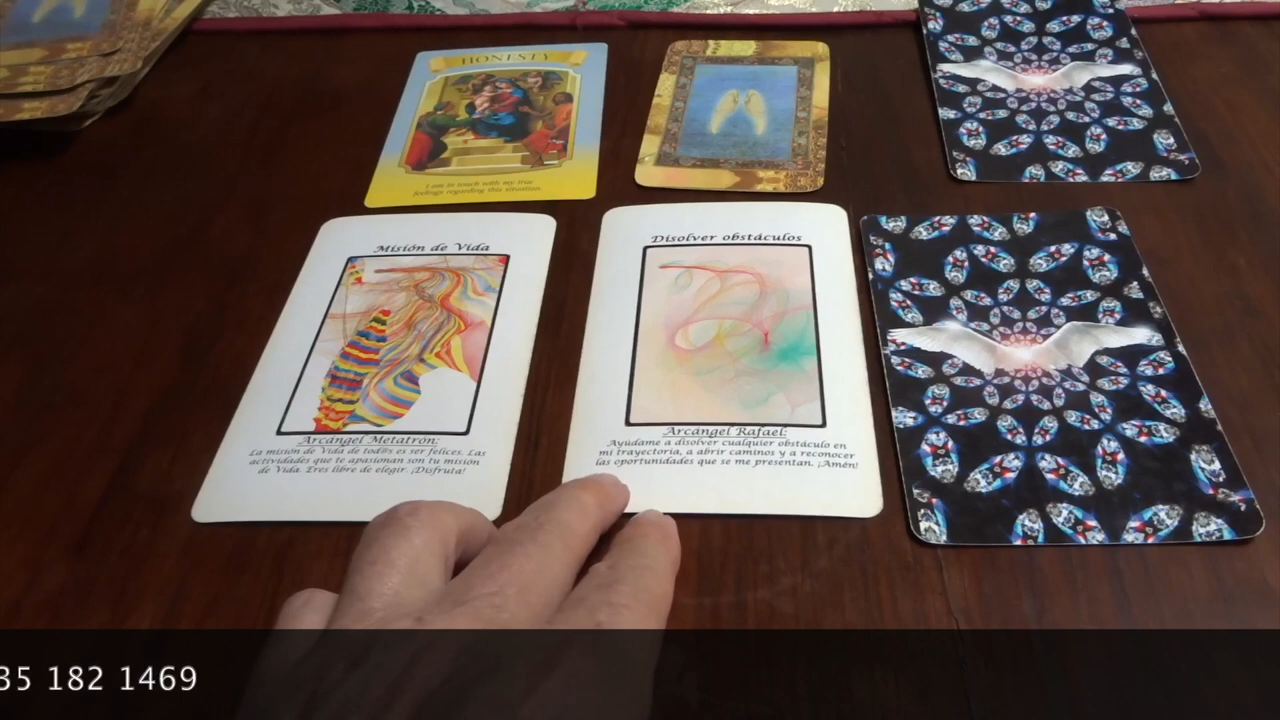 HONESTY
I am in touch with my true
feelings regarding this situation.
Misión de Vida
Arcángel Metatrón:
La misión de Vida de tod@s es ser felices. Las
actividades que te apasionan son tu misión
de Vida. Eres libre de elegir. ¡Disfruta!
Disolver obstáculos
Arcángel Rafael:
Ayúdame a disolver cualquier obstáculo en
mi trayectoria, a abrir caminos y a reconocer
las oportunidades que se me presentan. ¡Amén!
35 182 1469